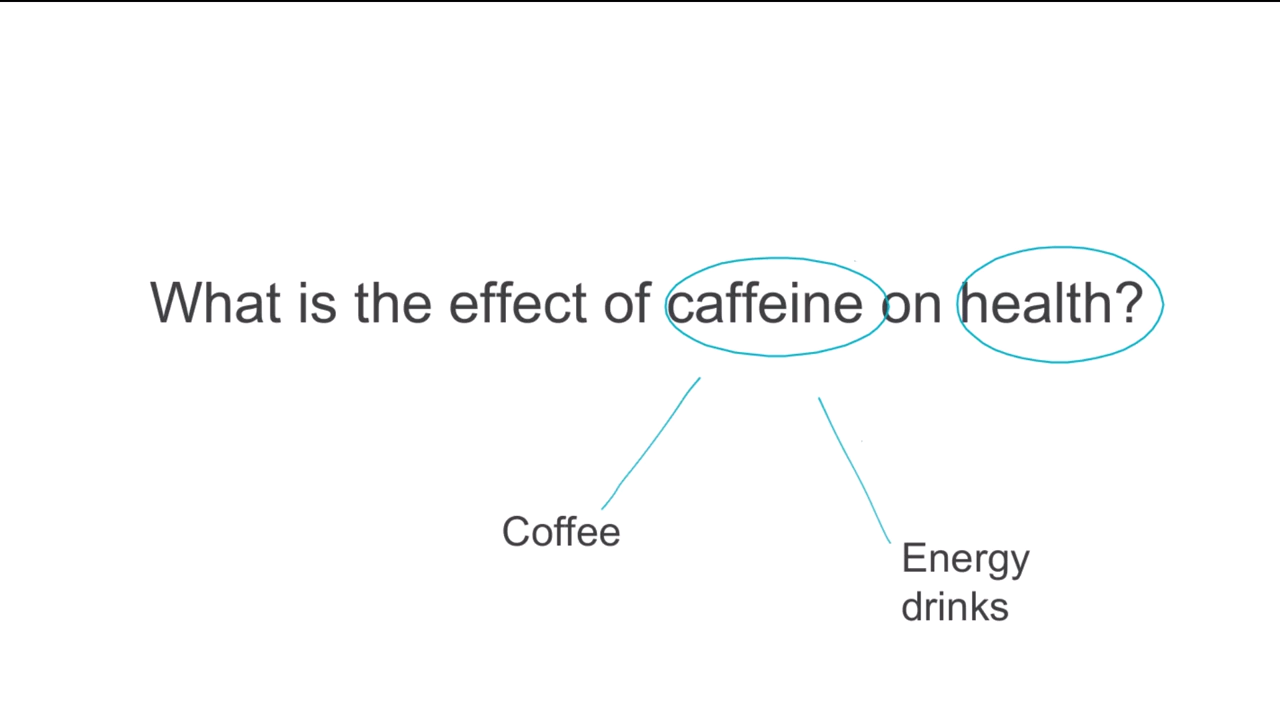 What is the effect of caffeine on health?
Coffee
Energy
drinks